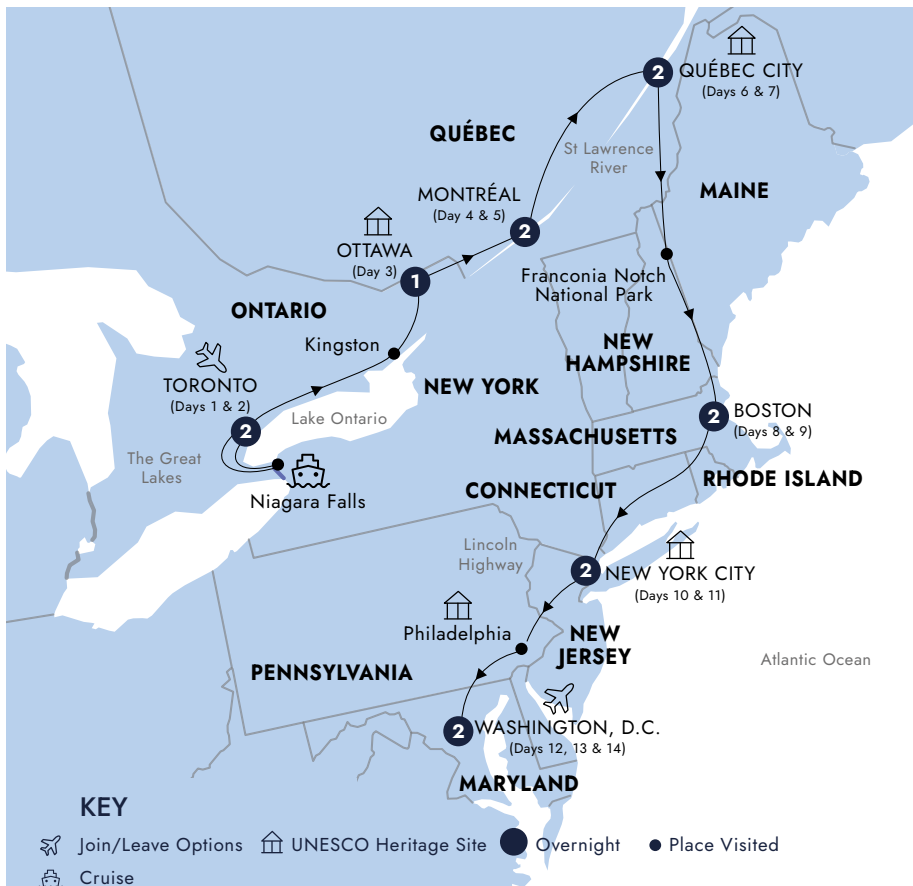 2
QUÉBEC CITY
(Days 6 & 7)
QUÉBEC
St Lawrence
River
MAINE
MONTRÉAL
(Day 4 & 5)
2
OTTAWA
(Day 3)
1
Franconia Notch
National Park
ONTARIO
Kingston
NEW
HAMPSHIRE
TORONTO
(Days 1 & 2)
2
NEW YORK
Lake Ontario
2
BOSTON
(Days 8 & 9)
MASSACHUSETTS
The Great
Lakes
Niagara Falls
CONNECTICUT
RHODE ISLAND
Lincoln
Highway
2
NEW YORK CITY
(Days 10 & 11)
Philadelphia
NEW
JERSEY
PENNSYLVANIA
Atlantic Ocean
2
WASHINGTON, D.C.
(Days 12, 13 & 14)
MARYLAND
KEY
Join/Leave Options UNESCO Heritage Site Overnight Place Visited
Cruise